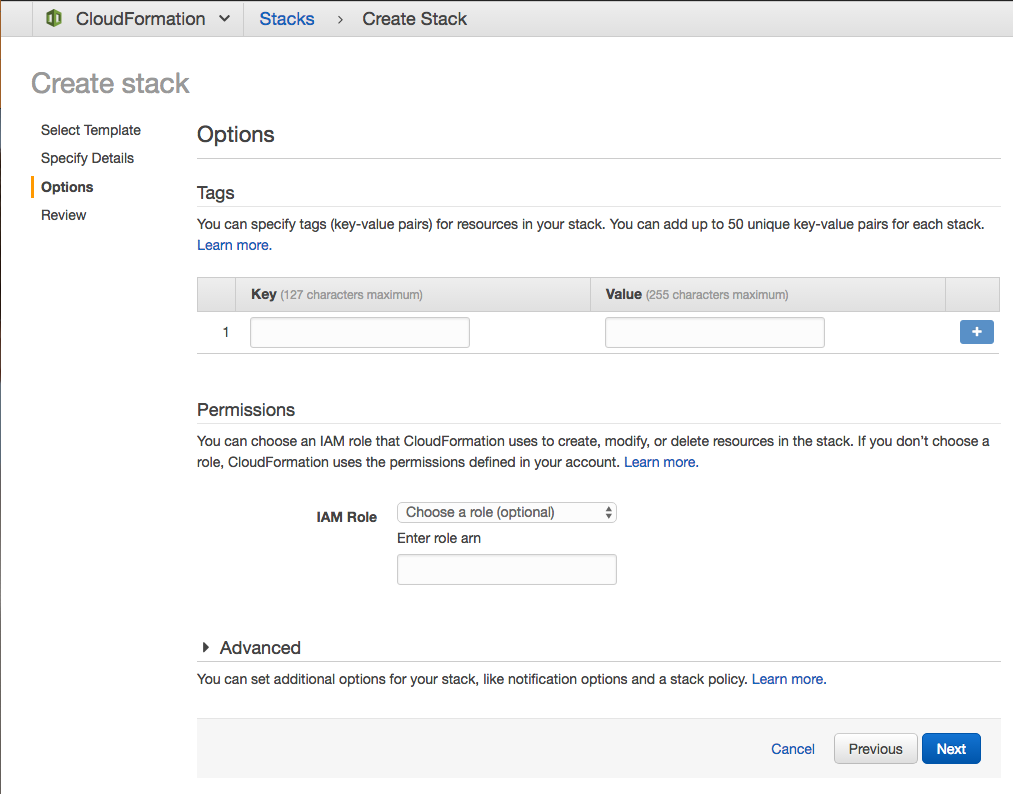 CloudFormation Stacks › Create Stack
Create stack
Select Template
Specify Details
Options
Review
Options
Tags
You can specify tags (key-value pairs) for resources in your stack. You can add up to 50 unique key-value pairs for each stack.
Learn more.
Key (127 characters maximum) Value (255 characters maximum)
1 +
Permissions
You can choose an IAM role that CloudFormation uses to create, modify, or delete resources in the stack. If you don't choose a
role, CloudFormation uses the permissions defined in your account. Learn more.
IAM Role Choose a role (optional)
Enter role arn
Advanced
You can set additional options for your stack, like notification options and a stack policy. Learn more.
Cancel Previous Next